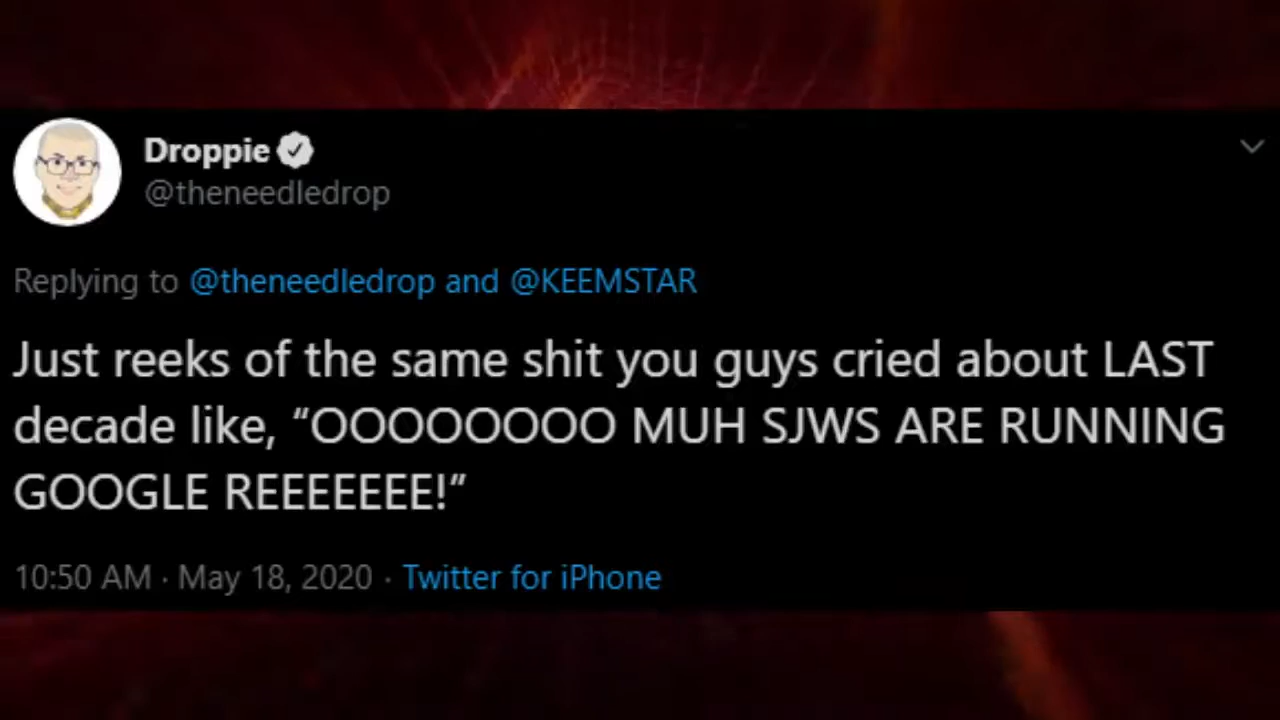 Droppie
@theneedledrop
Replying to @theneedledrop and @KEEMSTAR
Just reeks of the same shit you guys cried about LAST
decade like, “OOOOOOOO MUH SJWS ARE RUNNING
GOOGLE REEEEEEE!”
10:50 AM · May 18, 2020 · Twitter for iPhone